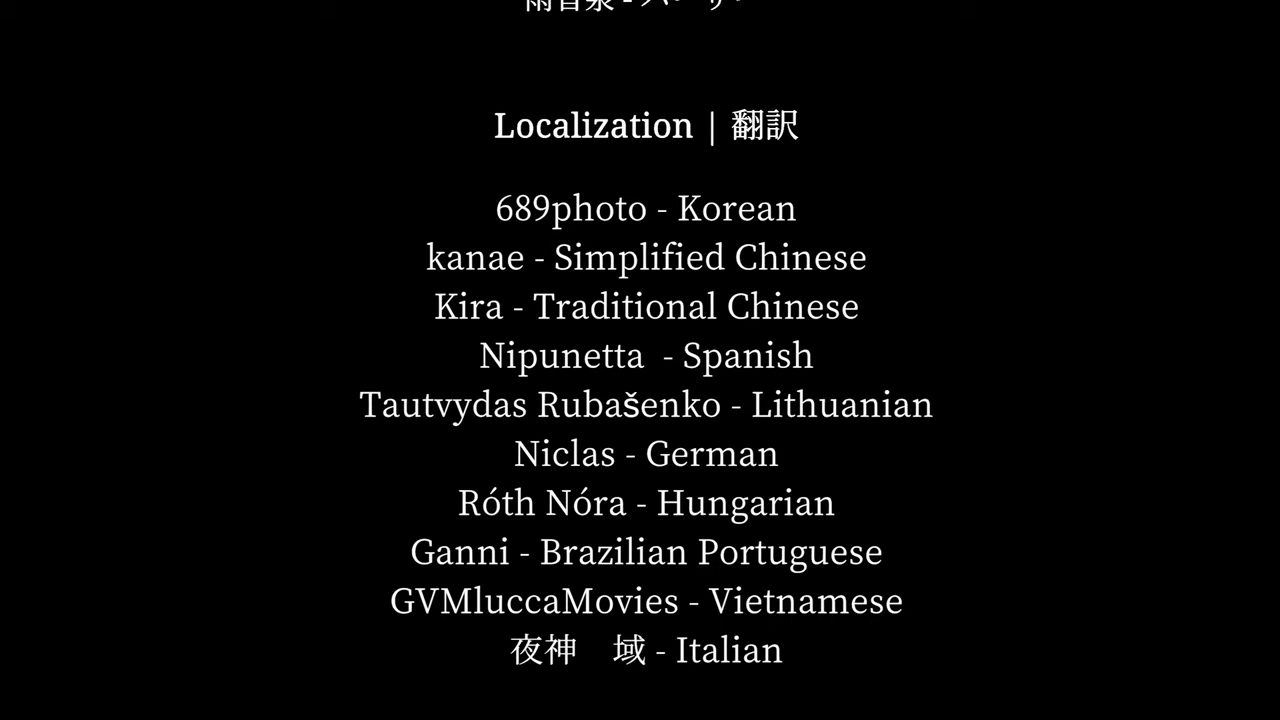 Localization | 翻訳
689photo - Korean
kanae - Simplified Chinese
Kira - Traditional Chinese
Nipunetta  - Spanish
Tautvydas Rubašenko - Lithuanian
Niclas - German
Róth Nóra - Hungarian
Ganni - Brazilian Portuguese
GVMluccaMovies - Vietnamese
夜神　域 - Italian